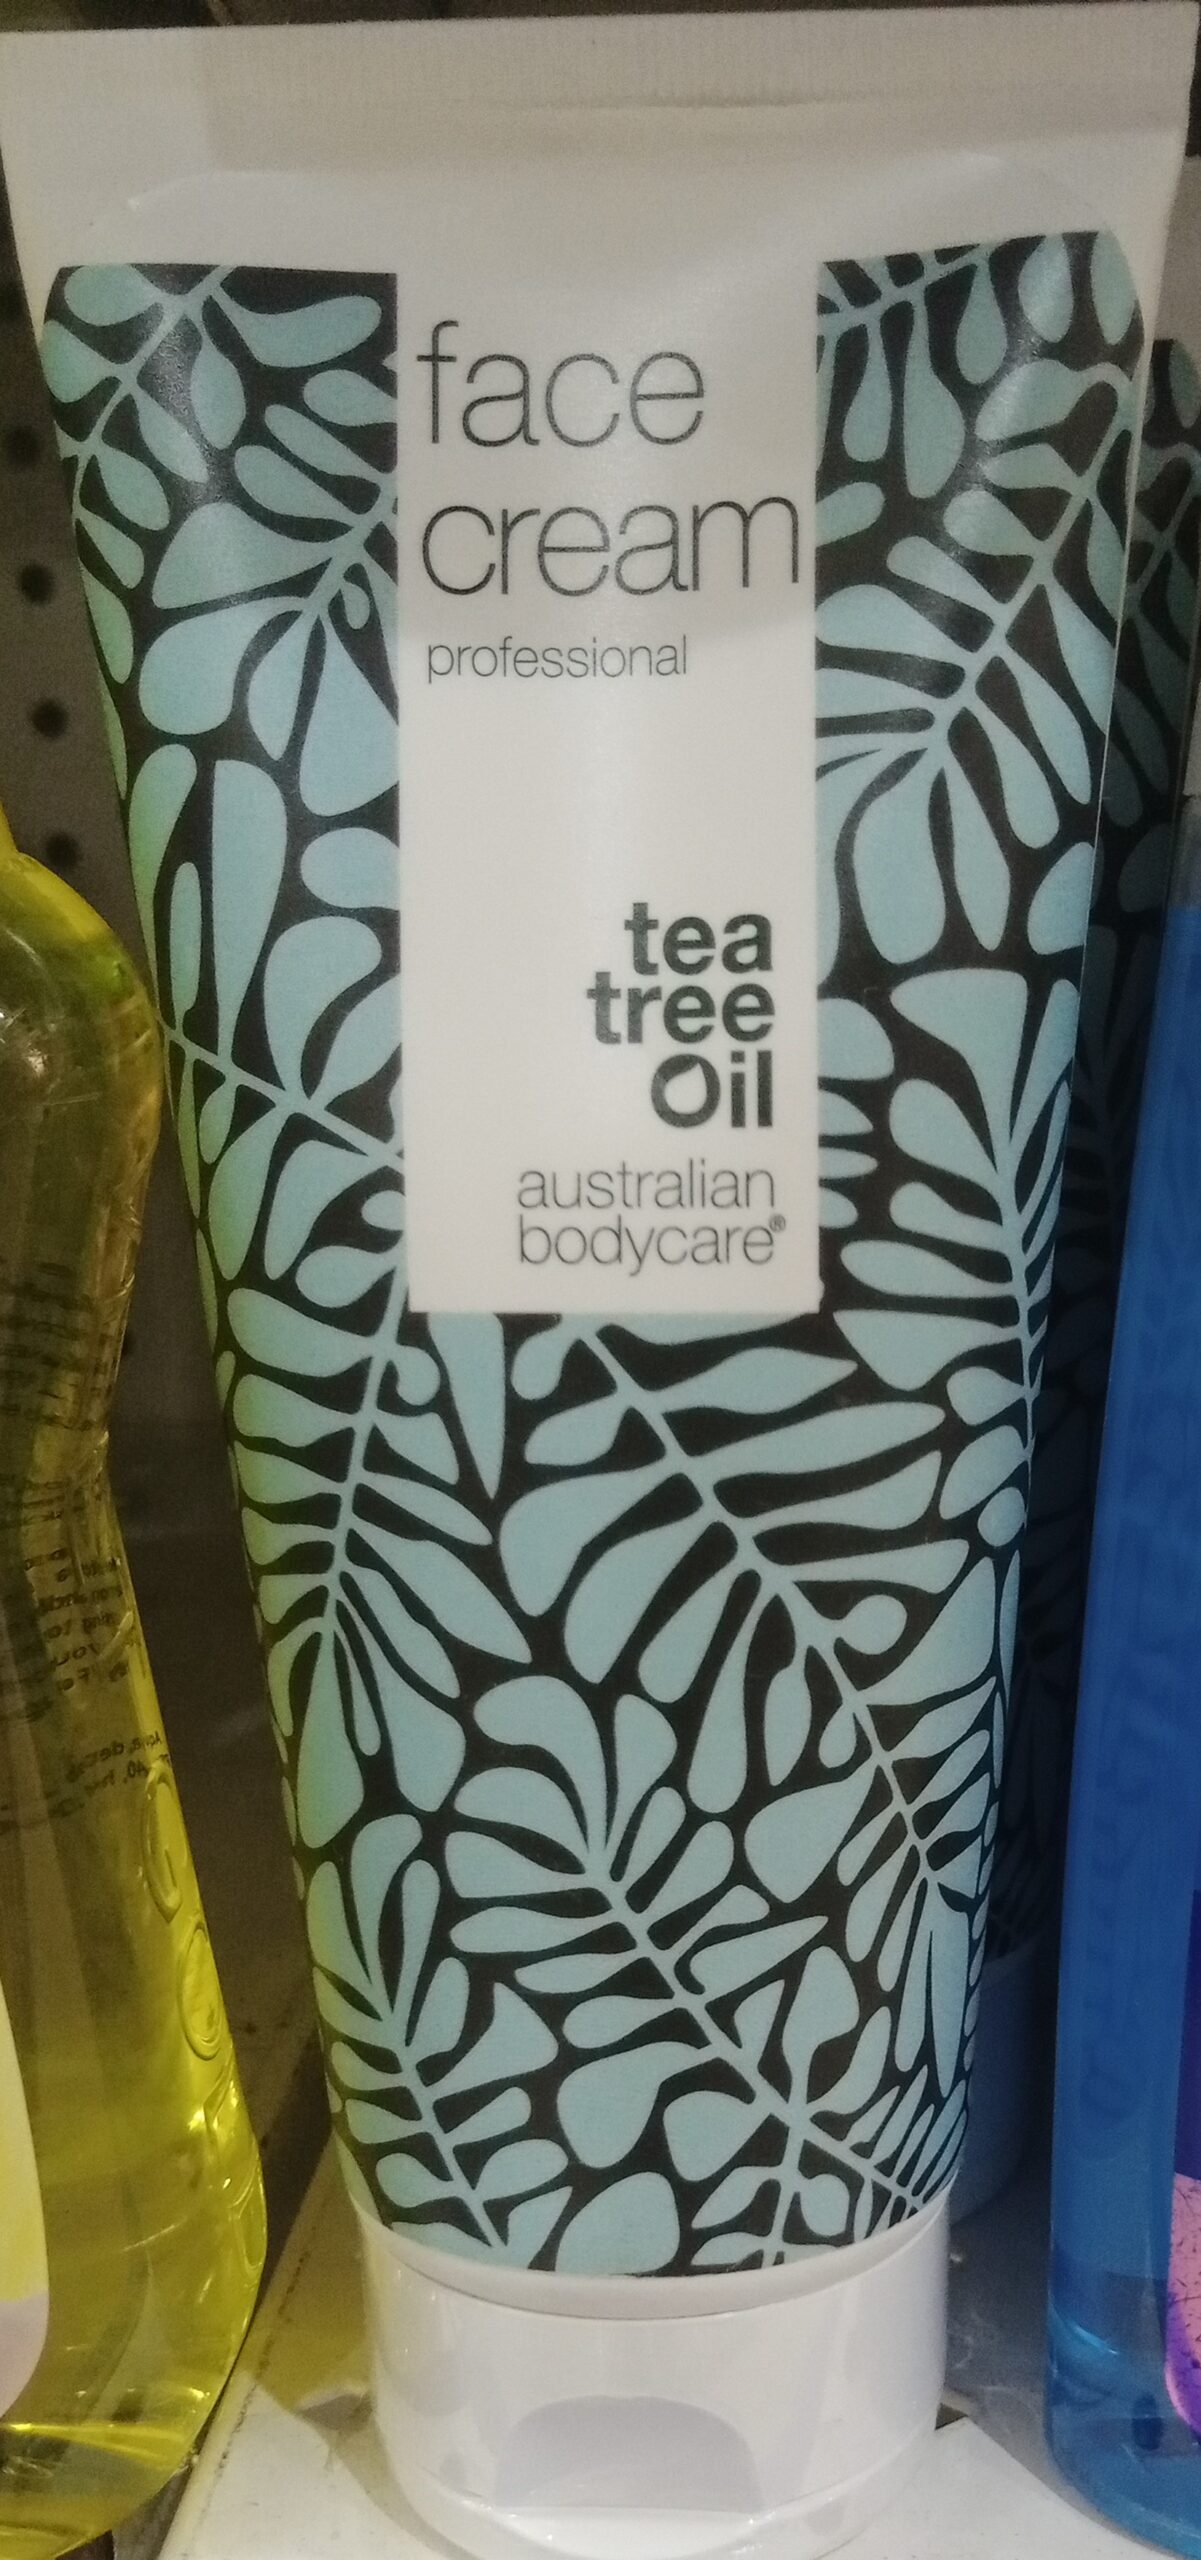 face
cream
professional
tea
tree
Oil
australian
bodycare®